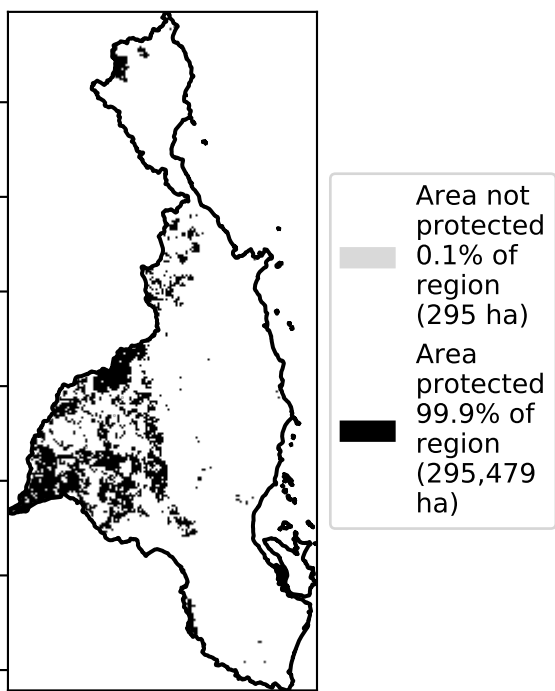 Area not
protected
0.1% of
region
(295 ha)
Area
protected
99.9% of
region
(295,479
ha)